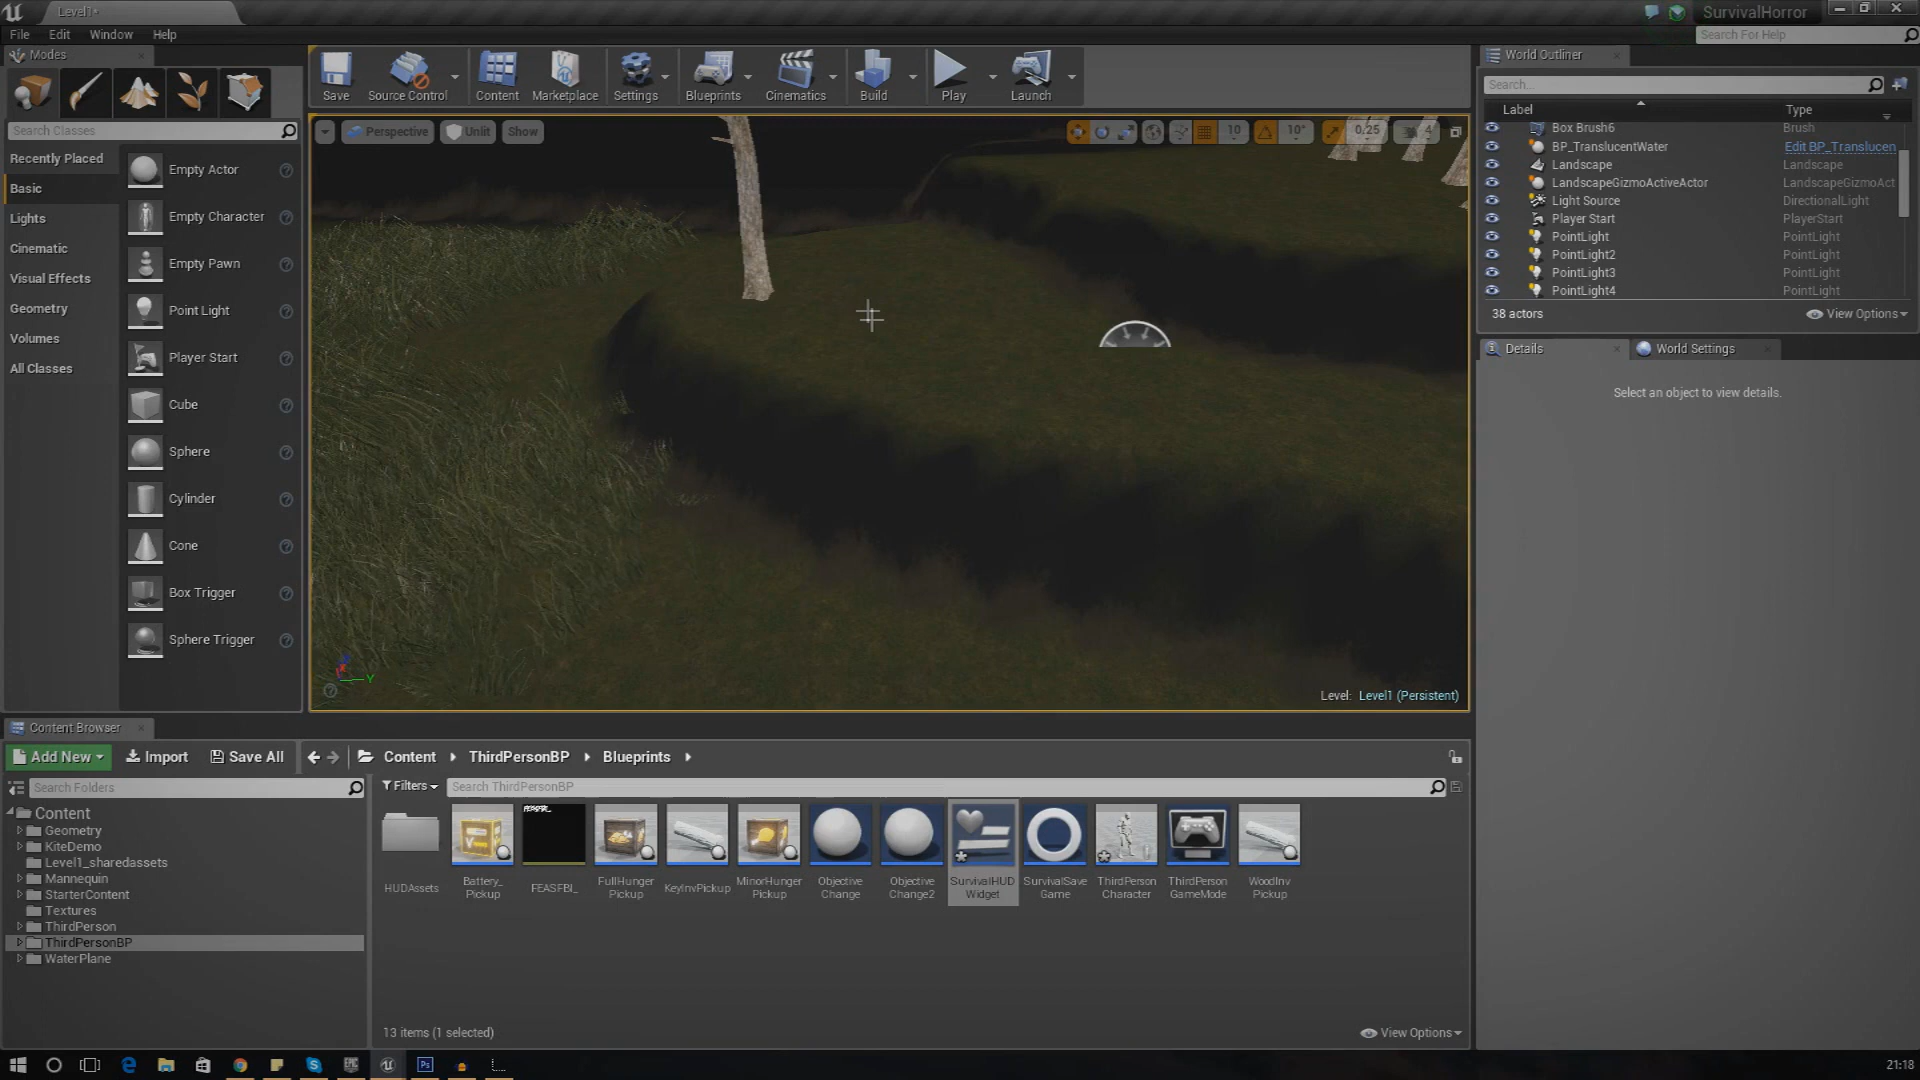 Level1*
SurvivalHorror
File Edit Window Help
Search For Help
Modes
Search Classes
Recently Placed
Basic
Lights
Cinematic
Visual Effects
Geometry
Volumes
All Classes
Empty Actor
Empty Character
Empty Pawn
Point Light
Player Start
Cube
Sphere
Cylinder
Cone
Box Trigger
Sphere Trigger
Save Source Control Content Marketplace Settings Blueprints Cinematics Build Play Launch
Perspective Unlit Show
10 10° 0.25 4
Y
Level: Level1 (Persistent)
World Outliner
Search...
Label Type
Box Brush6 Brush
BP_TranslucentWater Edit BP_Translucen
Landscape Landscape
LandscapeGizmoActiveActor LandscapeGizmoAct
Light Source DirectionalLight
Player Start PlayerStart
PointLight PointLight
PointLight2 PointLight
PointLight3 PointLight
PointLight4 PointLight
38 actors View Options
Details World Settings
Select an object to view details.
Content Browser
Add New Import Save All Content ThirdPersonBP Blueprints
Search Folders
Filters Search ThirdPersonBP
Content
Geometry
KiteDemo
Level1_sharedassets
Mannequin
StarterContent
Textures
ThirdPerson
ThirdPersonBP
WaterPlane
HUDAssets
Battery_
Pickup
FEASFBI_
FullHunger
Pickup
KeyInvPickup
MinorHunger
Pickup
Objective
Change
Objective
Change2
SurvivalHUD
Widget
SurvivalSave
Game
ThirdPerson
Character
ThirdPerson
GameMode
WoodInv
Pickup
13 items (1 selected) View Options
Ps
21:18